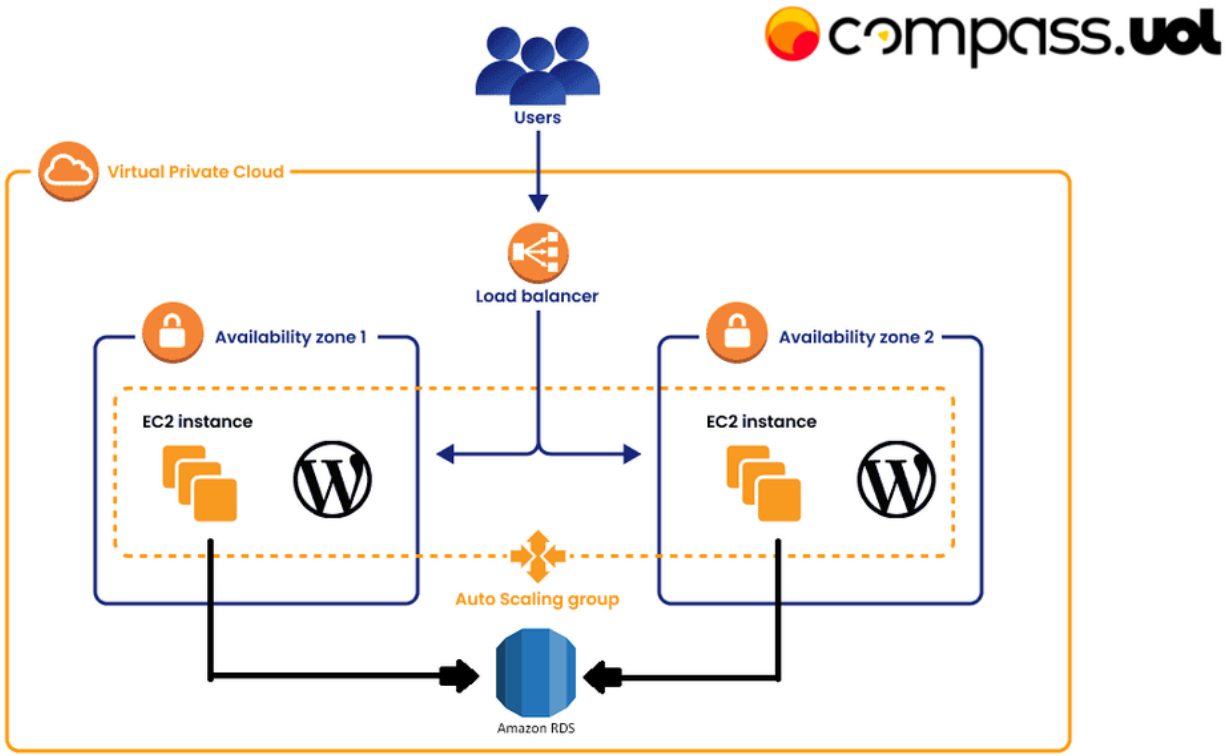 compass.uol
Users
Virtual Private Cloud
Load balancer
Availability zone 1
Availability zone 2
EC2 instance
EC2 instance
Auto Scaling group
Amazon RDS